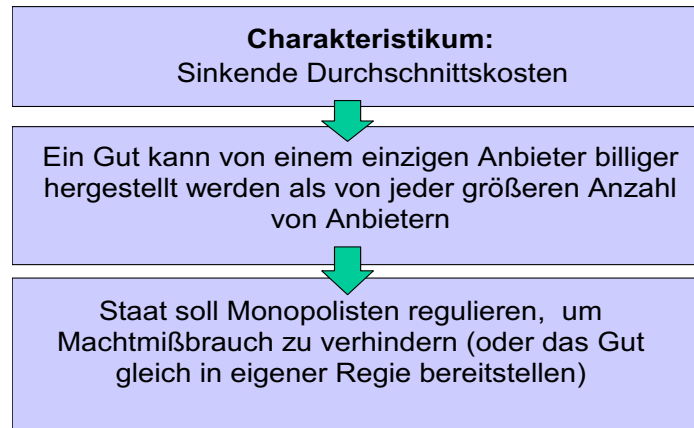 Charakteristikum:
Sinkende Durchschnittskosten
Ein Gut kann von einem einzigen Anbieter billiger
hergestellt werden als von jeder größeren Anzahl
von Anbietern
Staat soll Monopolisten regulieren, um
Machtmißbrauch zu verhindern (oder das Gut
gleich in eigener Regie bereitstellen)